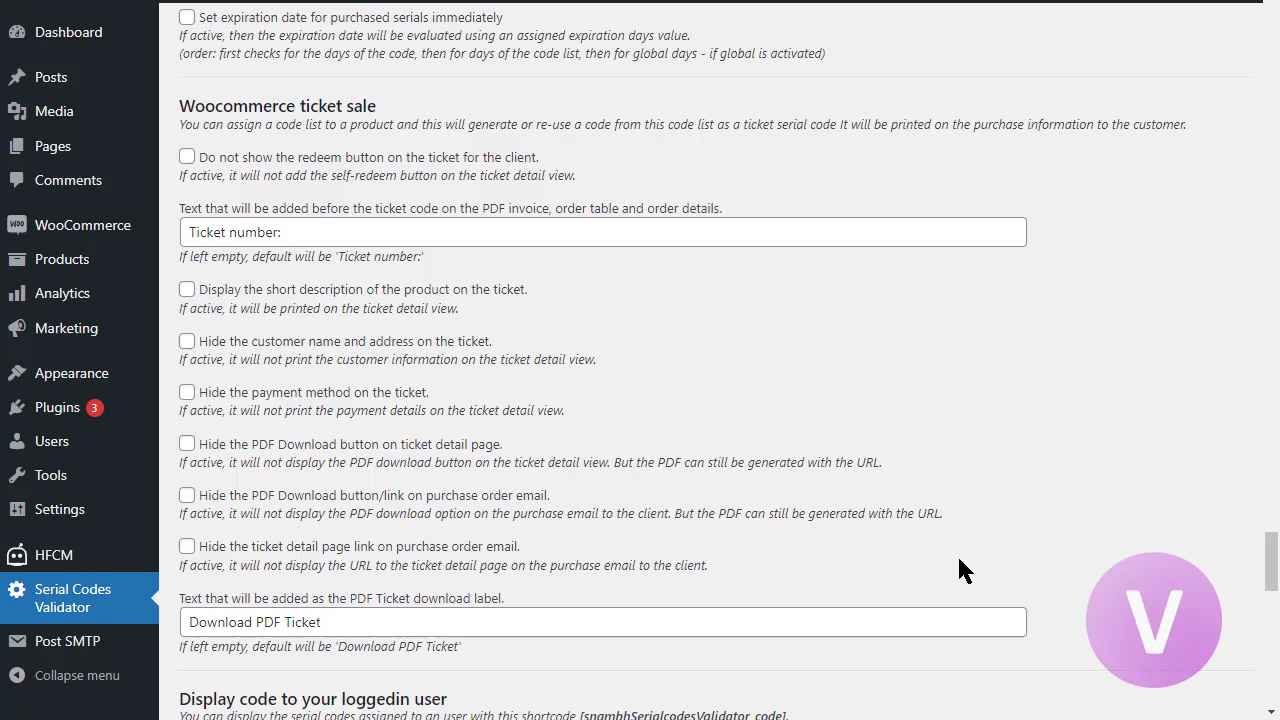 Dashboard
Posts
Media
Pages
Comments
WooCommerce
Products
Analytics
Marketing
Appearance
Plugins 3
Users
Tools
Settings
HFCM
Serial Codes
Validator
Post SMTP
Collapse menu
Set expiration date for purchased serials immediately
If active, then the expiration date will be evaluated using an assigned expiration days value.
(order: first checks for the days of the code, then for days of the code list, then for global days - if global is activated)
Woocommerce ticket sale
You can assign a code list to a product and this will generate or re-use a code from this code list as a ticket serial code It will be printed on the purchase information to the customer.
Do not show the redeem button on the ticket for the client.
If active, it will not add the self-redeem button on the ticket detail view.
Text that will be added before the ticket code on the PDF invoice, order table and order details.
Ticket number:
If left empty, default will be 'Ticket number:'
Display the short description of the product on the ticket.
If active, it will be printed on the ticket detail view.
Hide the customer name and address on the ticket.
If active, it will not print the customer information on the ticket detail view.
Hide the payment method on the ticket.
If active, it will not print the payment details on the ticket detail view.
Hide the PDF Download button on ticket detail page.
If active, it will not display the PDF download button on the ticket detail view. But the PDF can still be generated with the URL.
Hide the PDF Download button/link on purchase order email.
If active, it will not display the PDF download option on the purchase email to the client. But the PDF can still be generated with the URL.
Hide the ticket detail page link on purchase order email.
If active, it will not display the URL to the ticket detail page on the purchase email to the client.
Text that will be added as the PDF Ticket download label.
Download PDF Ticket
If left empty, default will be 'Download PDF Ticket'
Display code to your loggedin user
You can display the serial codes assigned to an user with this shortcode [sngmbhSerialcodesValidator_code].
V